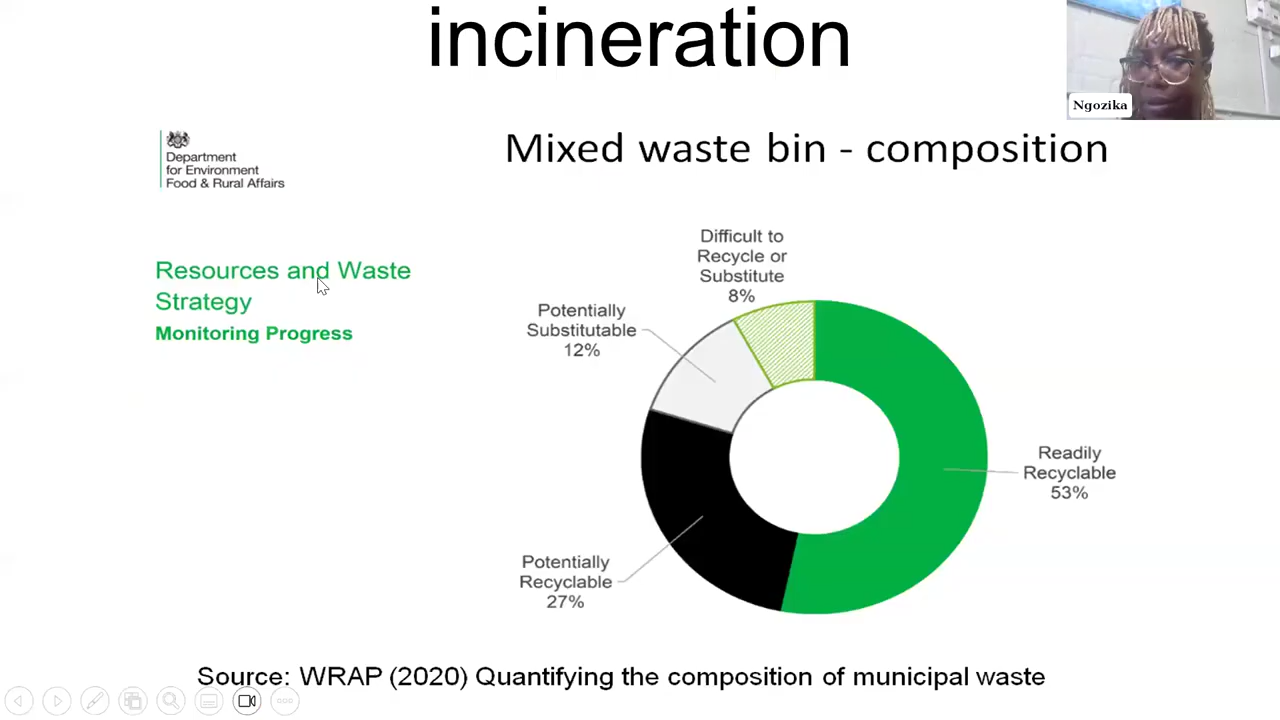 incineration
Ngozika
Department
for Environment
Food & Rural Affairs
Mixed waste bin - composition
Resources and Waste
Strategy
Monitoring Progress
Difficult to
Recycle or
Substitute
8%
Potentially
Substitutable
12%
Readily
Recyclable
53%
Potentially
Recyclable
27%
Source: WRAP (2020) Quantifying the composition of municipal waste